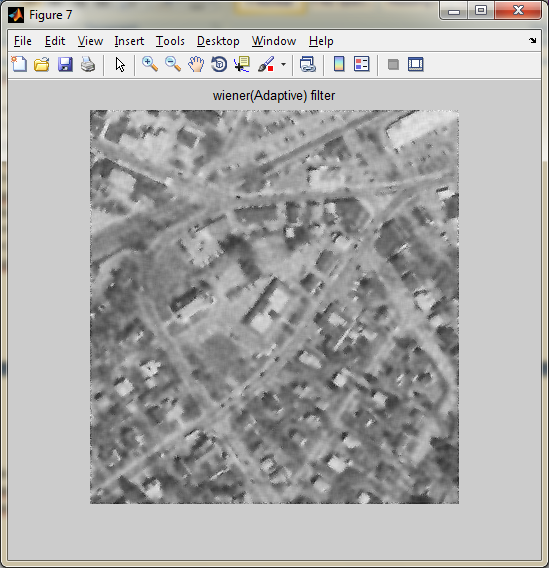 Figure 7
File Edit View Insert Tools Desktop Window Help
wiener(Adaptive) filter